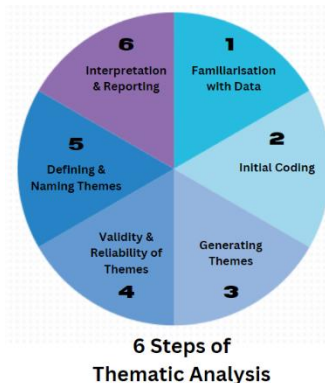 1
Familiarisation
with Data
2
Initial Coding
Generating
Themes
3
Validity &
Reliability of
Themes
4
5
Defining &
Naming Themes
6
Interpretation
& Reporting
6 Steps of
Thematic Analysis